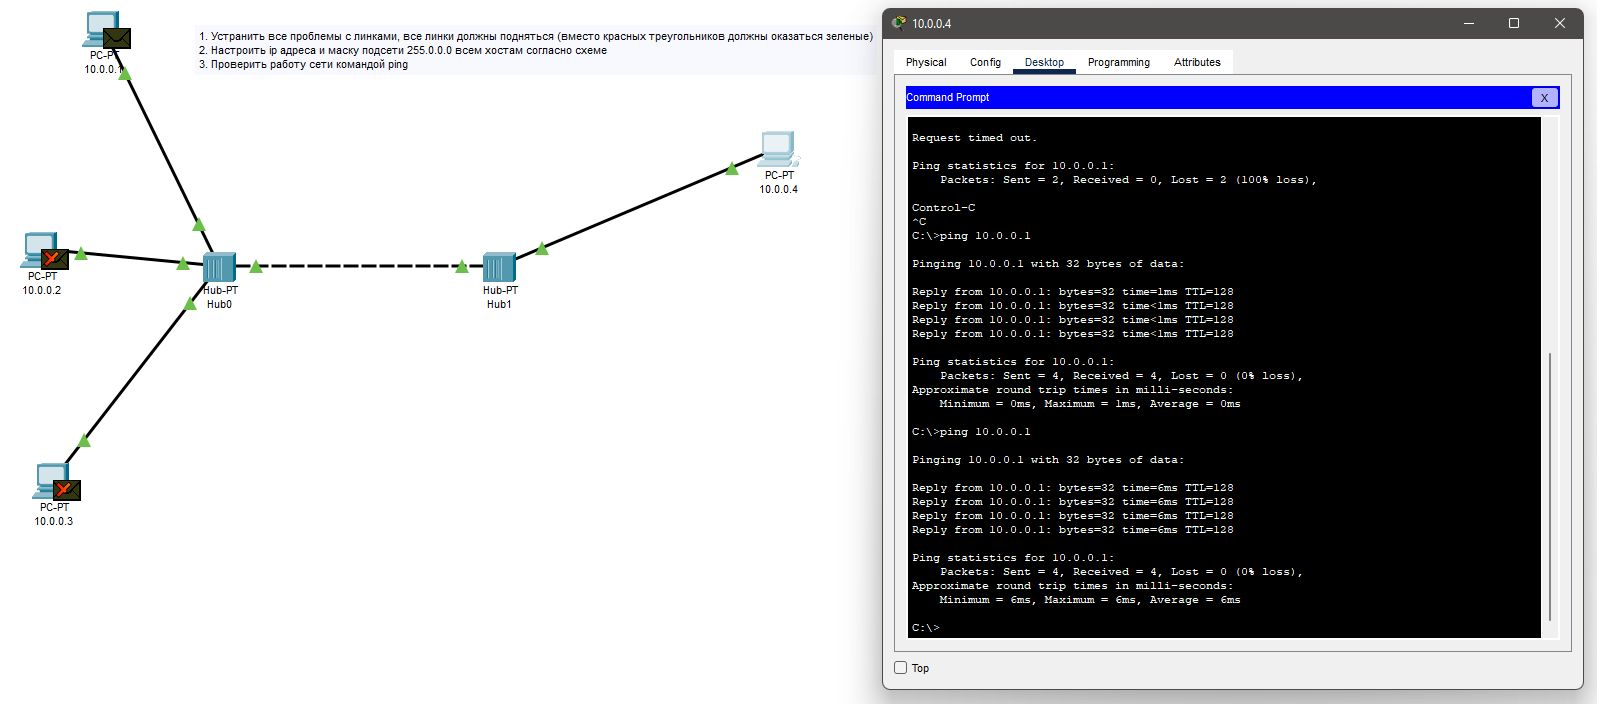 1. Устранить все проблемы с линками, все линки должны подняться (вместо красных треугольников должны оказаться зеленые)
2. Настроить ip адреса и маску подсети 255.0.0.0 всем хостам согласно схеме
3. Проверить работу сети командой ping
PC-PT
10.0.0.1
PC-PT
10.0.0.2
PC-PT
10.0.0.3
Hub-PT
Hub0
Hub-PT
Hub1
PC-PT
10.0.0.4
10.0.0.4
Physical Config Desktop Programming Attributes
Command Prompt
X
Request timed out.
Ping statistics for 10.0.0.1:
Packets: Sent = 2, Received = 0, Lost = 2 (100% loss),
Control-C
^C
C:\>ping 10.0.0.1
Pinging 10.0.0.1 with 32 bytes of data:
Reply from 10.0.0.1: bytes=32 time=1ms TTL=128
Reply from 10.0.0.1: bytes=32 time<1ms TTL=128
Reply from 10.0.0.1: bytes=32 time<1ms TTL=128
Reply from 10.0.0.1: bytes=32 time<1ms TTL=128
Ping statistics for 10.0.0.1:
Packets: Sent = 4, Received = 4, Lost = 0 (0% loss),
Approximate round trip times in milli-seconds:
Minimum = 0ms, Maximum = 1ms, Average = 0ms
C:\>ping 10.0.0.1
Pinging 10.0.0.1 with 32 bytes of data:
Reply from 10.0.0.1: bytes=32 time=6ms TTL=128
Reply from 10.0.0.1: bytes=32 time=6ms TTL=128
Reply from 10.0.0.1: bytes=32 time=6ms TTL=128
Reply from 10.0.0.1: bytes=32 time=6ms TTL=128
Ping statistics for 10.0.0.1:
Packets: Sent = 4, Received = 4, Lost = 0 (0% loss),
Approximate round trip times in milli-seconds:
Minimum = 6ms, Maximum = 6ms, Average = 6ms
C:\>
Top